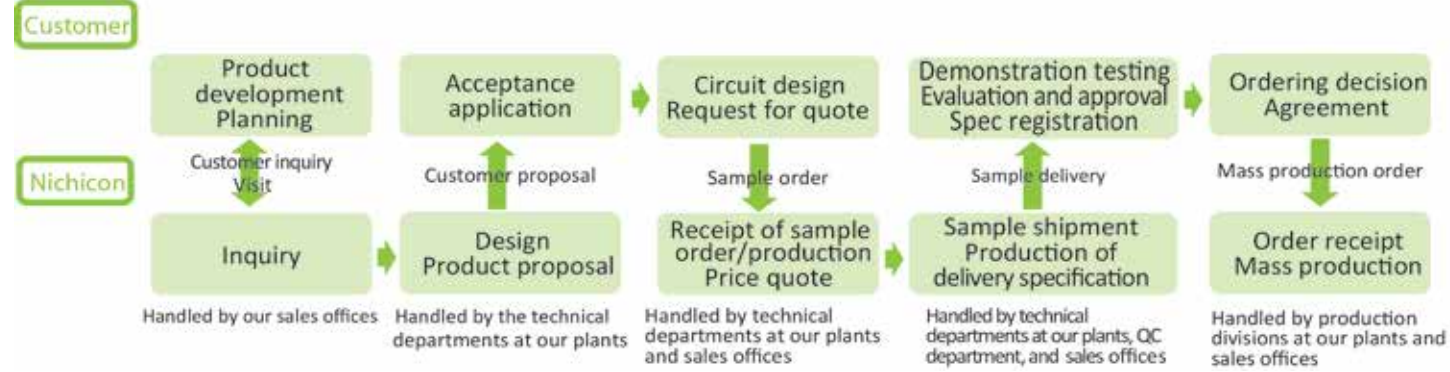 Customer
Product
development
Planning
Acceptance
application
Circuit design
Request for quote
Demonstration testing
Evaluation and approval
Spec registration
Ordering decision
Agreement
Nichicon
Customer inquiry
Visit
Customer proposal
Sample order
Sample delivery
Mass production order
Inquiry
Design
Product proposal
Receipt of sample
order/production
Price quote
Sample shipment
Production of
delivery specification
Order receipt
Mass production
Handled by our sales offices
Handled by the technical
departments at our plants
Handled by technical
departments at our plants
and sales offices
Handled by technical
departments at our plants, QC
department, and sales offices
Handled by production
divisions at our plants and
sales offices